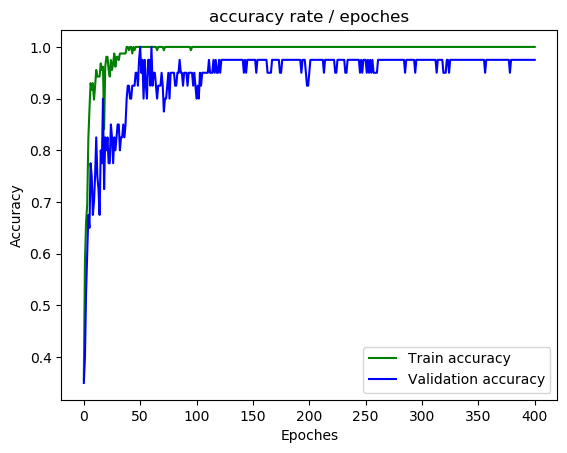 accuracy rate / epoches
1.0
0.9
0.8
0.7
0.6
0.5
0.4
Accuracy
Train accuracy
Validation accuracy
0 50 100 150 200 250 300 350 400
Epoches